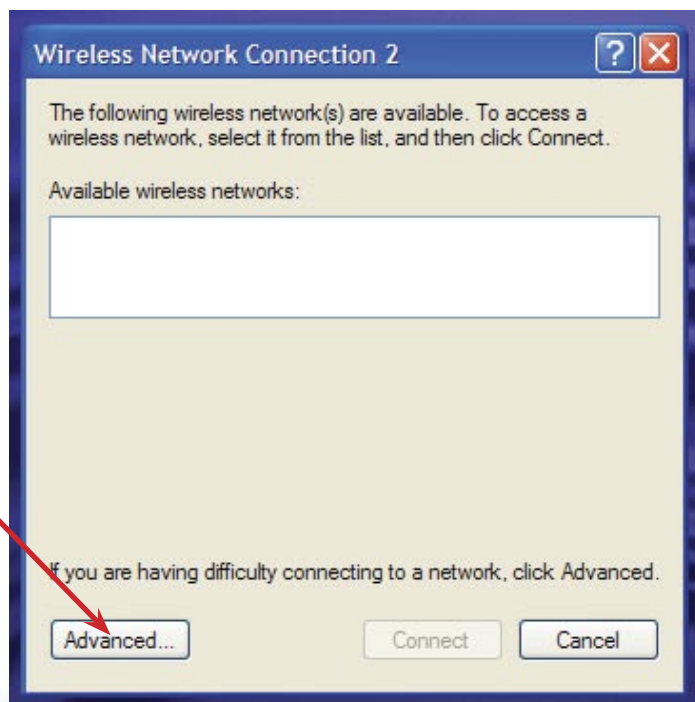 Wireless Network Connection 2
The following wireless network(s) are available. To access a
wireless network, select it from the list, and then click Connect.
Available wireless networks:
If you are having difficulty connecting to a network, click Advanced.
Advanced... Connect Cancel